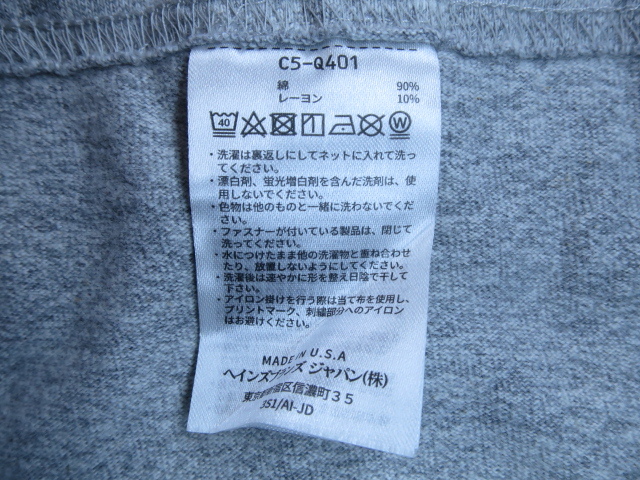 C5-Q401
綿 90%
レーヨン 10%
40
W
・洗濯は裏返しにしてネットに入れて洗っ
てください。
・漂白剤、蛍光増白剤を含んだ洗剤は、使
用しないでください。
・色物は他のものと一緒に洗わないでくだ
さい。
・ファスナーが付いている製品は、閉じて
洗ってください。
・水につけたまま他の洗濯物と重ね合わせ
たり、放置しないようにしてください。
・洗濯後は速やかに形を整え日陰で干して
下さい。
・アイロン掛けを行う際は当て布を使用し、
プリントマーク、刺繍部分へのアイロン
はお避けください。
MADE IN U.S.A
ヘインズブランズ ジャパン(株)
東京都新宿区信濃町35
351/AI-JD